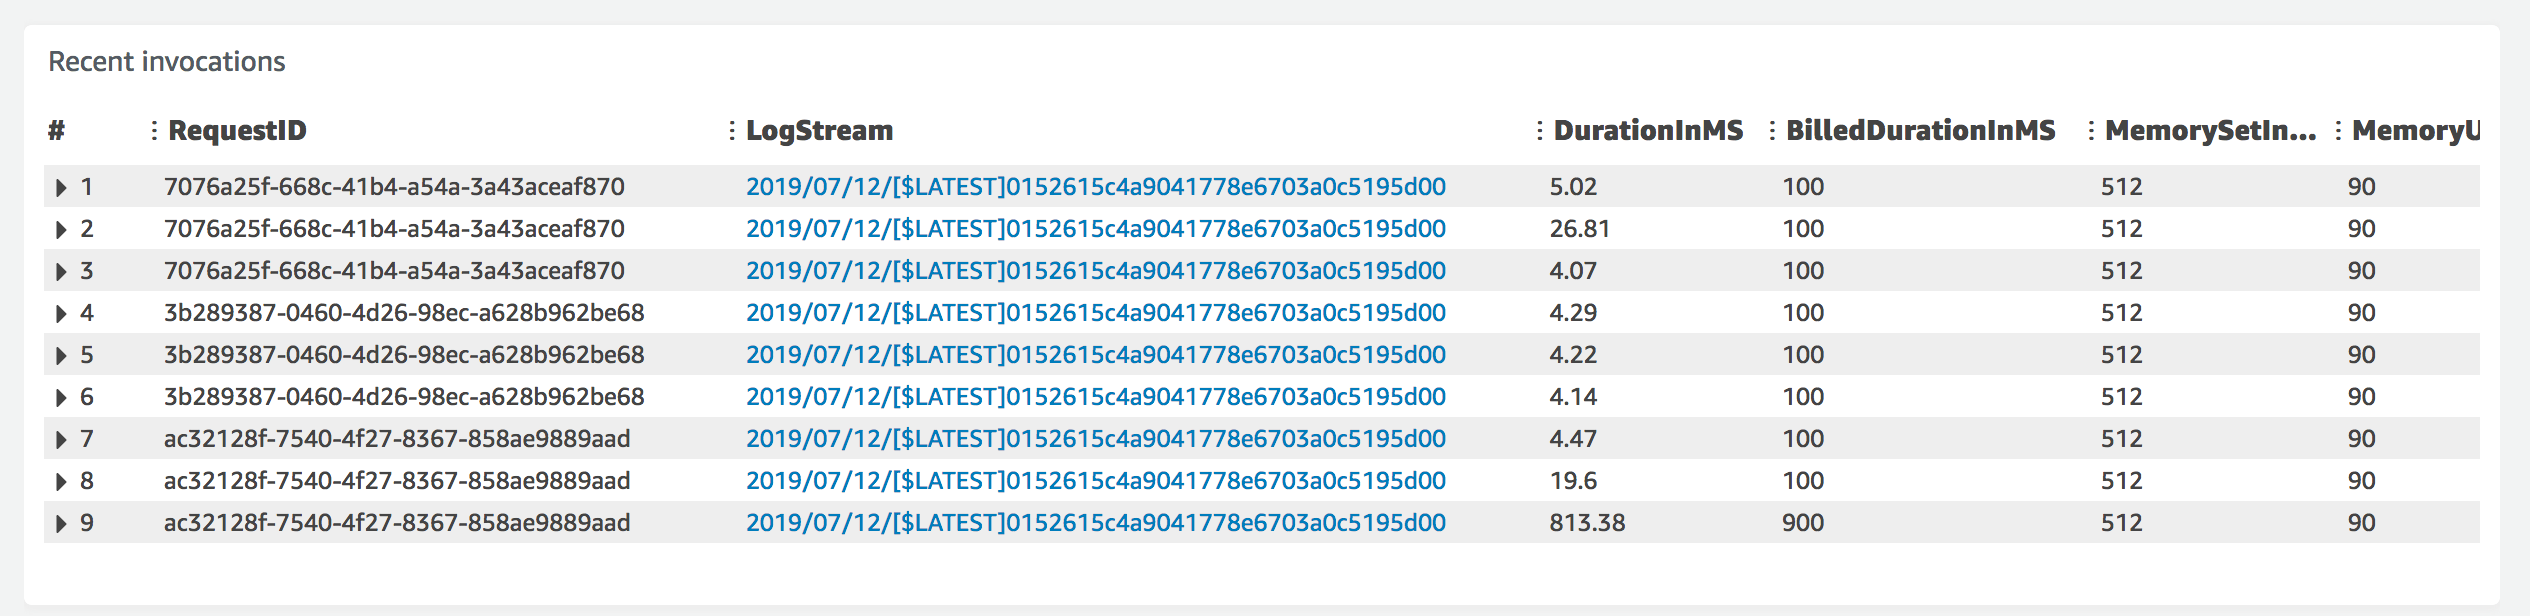 Recent invocations
# RequestID LogStream DurationInMS BilledDurationInMS MemorySetIn... MemoryU
1 7076a25f-668c-41b4-a54a-3a43aceaf870 2019/07/12/[$LATEST]0152615c4a9041778e6703a0c5195d00 5.02 100 512 90
2 7076a25f-668c-41b4-a54a-3a43aceaf870 2019/07/12/[$LATEST]0152615c4a9041778e6703a0c5195d00 26.81 100 512 90
3 7076a25f-668c-41b4-a54a-3a43aceaf870 2019/07/12/[$LATEST]0152615c4a9041778e6703a0c5195d00 4.07 100 512 90
4 3b289387-0460-4d26-98ec-a628b962be68 2019/07/12/[$LATEST]0152615c4a9041778e6703a0c5195d00 4.29 100 512 90
5 3b289387-0460-4d26-98ec-a628b962be68 2019/07/12/[$LATEST]0152615c4a9041778e6703a0c5195d00 4.22 100 512 90
6 3b289387-0460-4d26-98ec-a628b962be68 2019/07/12/[$LATEST]0152615c4a9041778e6703a0c5195d00 4.14 100 512 90
7 ac32128f-7540-4f27-8367-858ae9889aad 2019/07/12/[$LATEST]0152615c4a9041778e6703a0c5195d00 4.47 100 512 90
8 ac32128f-7540-4f27-8367-858ae9889aad 2019/07/12/[$LATEST]0152615c4a9041778e6703a0c5195d00 19.6 100 512 90
9 ac32128f-7540-4f27-8367-858ae9889aad 2019/07/12/[$LATEST]0152615c4a9041778e6703a0c5195d00 813.38 900 512 90